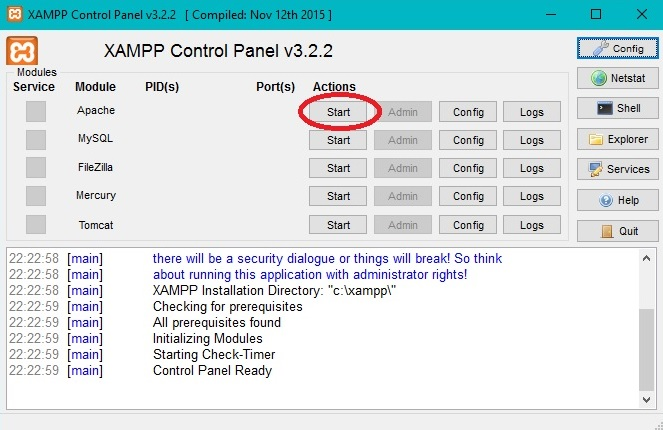 XAMPP Control Panel v3.2.2 [ Compiled: Nov 12th 2015 ]
XAMPP Control Panel v3.2.2
Config
Modules
Service Module PID(s) Port(s) Actions
Netstat
Apache Start Admin Config Logs
Shell
MySQL Start Admin Config Logs
Explorer
FileZilla Start Admin Config Logs
Services
Mercury Start Admin Config Logs
Help
Tomcat Start Admin Config Logs
Quit
22:22:58 [main] there will be a security dialogue or things will break! So think
22:22:58 [main] about running this application with administrator rights!
22:22:58 [main] XAMPP Installation Directory: "c:\xampp\"
22:22:59 [main] Checking for prerequisites
22:22:59 [main] All prerequisites found
22:22:59 [main] Initializing Modules
22:22:59 [main] Starting Check-Timer
22:22:59 [main] Control Panel Ready